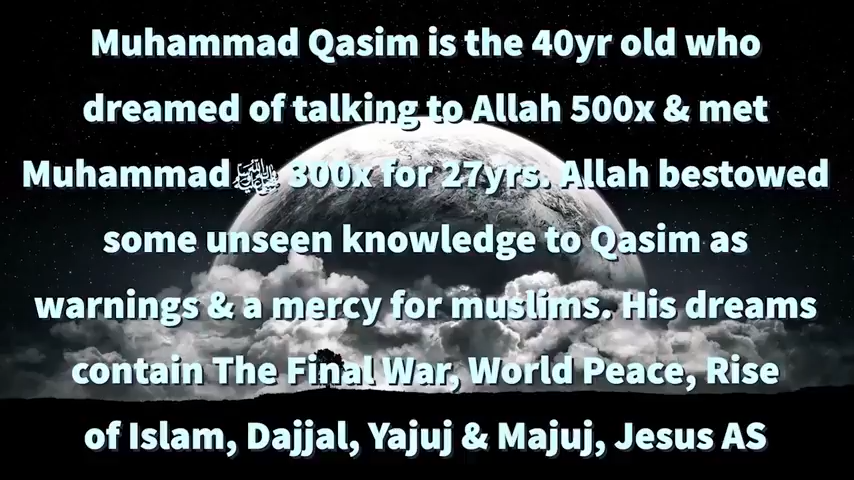 Muhammad Qasim is the 40yr old who
dreamed of talking to Allah 500x & met
Muhammadﷺ 300x for 27yrs. Allah bestowed
some unseen knowledge to Qasim as
warnings & a mercy for muslims. His dreams
contain The Final War, World Peace, Rise
of Islam, Dajjal, Yajuj & Majuj, Jesus AS